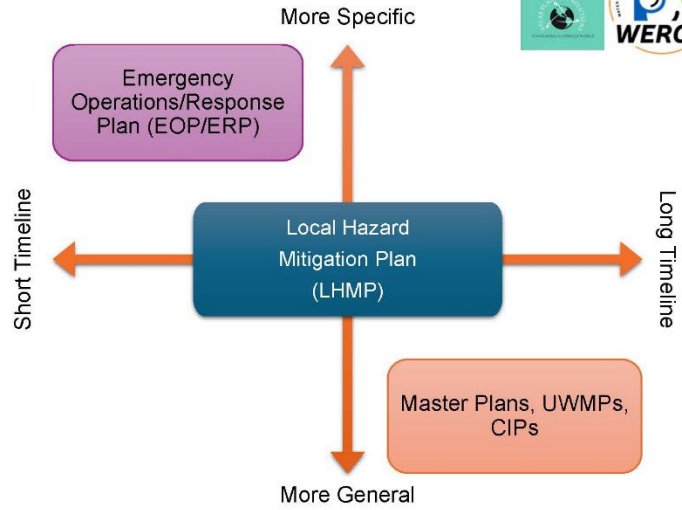 More Specific
WERC
Emergency
Operations/Response
Plan (EOP/ERP)
Short Timeline
Local Hazard
Mitigation Plan
(LHMP)
Long Timeline
Master Plans, UWMPs,
CIPs
More General